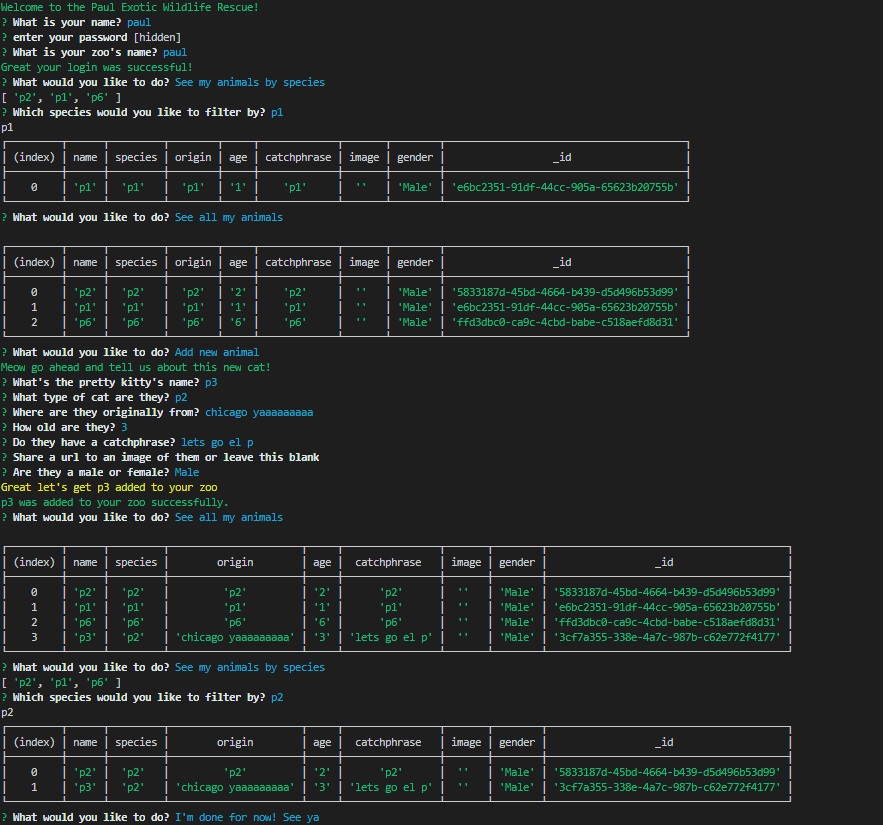 Welcome to the Paul Exotic Wildlife Rescue!
? What is your name? paul
? enter your password [hidden]
? What is your zoo's name? paul
Great your login was successful!
? What would you like to do? See my animals by species
[ 'p2', 'p1', 'p6' ]
? Which species would you like to filter by? p1
p1
(index) name species origin age catchphrase image gender _id
0 'p1' 'p1' 'p1' '1' 'p1' '' 'Male' 'e6bc2351-91df-44cc-905a-65623b20755b'
? What would you like to do? See all my animals
(index) name species origin age catchphrase image gender _id
0 'p2' 'p2' 'p2' '2' 'p2' '' 'Male' '5833187d-45bd-4664-b439-d5d496b53d99'
1 'p1' 'p1' 'p1' '1' 'p1' '' 'Male' 'e6bc2351-91df-44cc-905a-65623b20755b'
2 'p6' 'p6' 'p6' '6' 'p6' '' 'Male' 'ffd3dbc0-ca9c-4cbd-babe-c518aefd8d31'
? What would you like to do? Add new animal
Meow go ahead and tell us about this new cat!
? What's the pretty kitty's name? p3
? What type of cat are they? p2
? Where are they originally from? chicago yaaaaaaaaa
? How old are they? 3
? Do they have a catchphrase? lets go el p
? Share a url to an image of them or leave this blank
? Are they a male or female? Male
Great let's get p3 added to your zoo
p3 was added to your zoo successfully.
? What would you like to do? See all my animals
(index) name species origin age catchphrase image gender _id
0 'p2' 'p2' 'p2' '2' 'p2' '' 'Male' '5833187d-45bd-4664-b439-d5d496b53d99'
1 'p1' 'p1' 'p1' '1' 'p1' '' 'Male' 'e6bc2351-91df-44cc-905a-65623b20755b'
2 'p6' 'p6' 'p6' '6' 'p6' '' 'Male' 'ffd3dbc0-ca9c-4cbd-babe-c518aefd8d31'
3 'p3' 'p2' 'chicago yaaaaaaaaa' '3' 'lets go el p' '' 'Male' '3cf7a355-338e-4a7c-987b-c62e772f4177'
? What would you like to do? See my animals by species
[ 'p2', 'p1', 'p6' ]
? Which species would you like to filter by? p2
p2
(index) name species origin age catchphrase image gender _id
0 'p2' 'p2' 'p2' '2' 'p2' '' 'Male' '5833187d-45bd-4664-b439-d5d496b53d99'
1 'p3' 'p2' 'chicago yaaaaaaaaa' '3' 'lets go el p' '' 'Male' '3cf7a355-338e-4a7c-987b-c62e772f4177'
? What would you like to do? I'm done for now! See ya